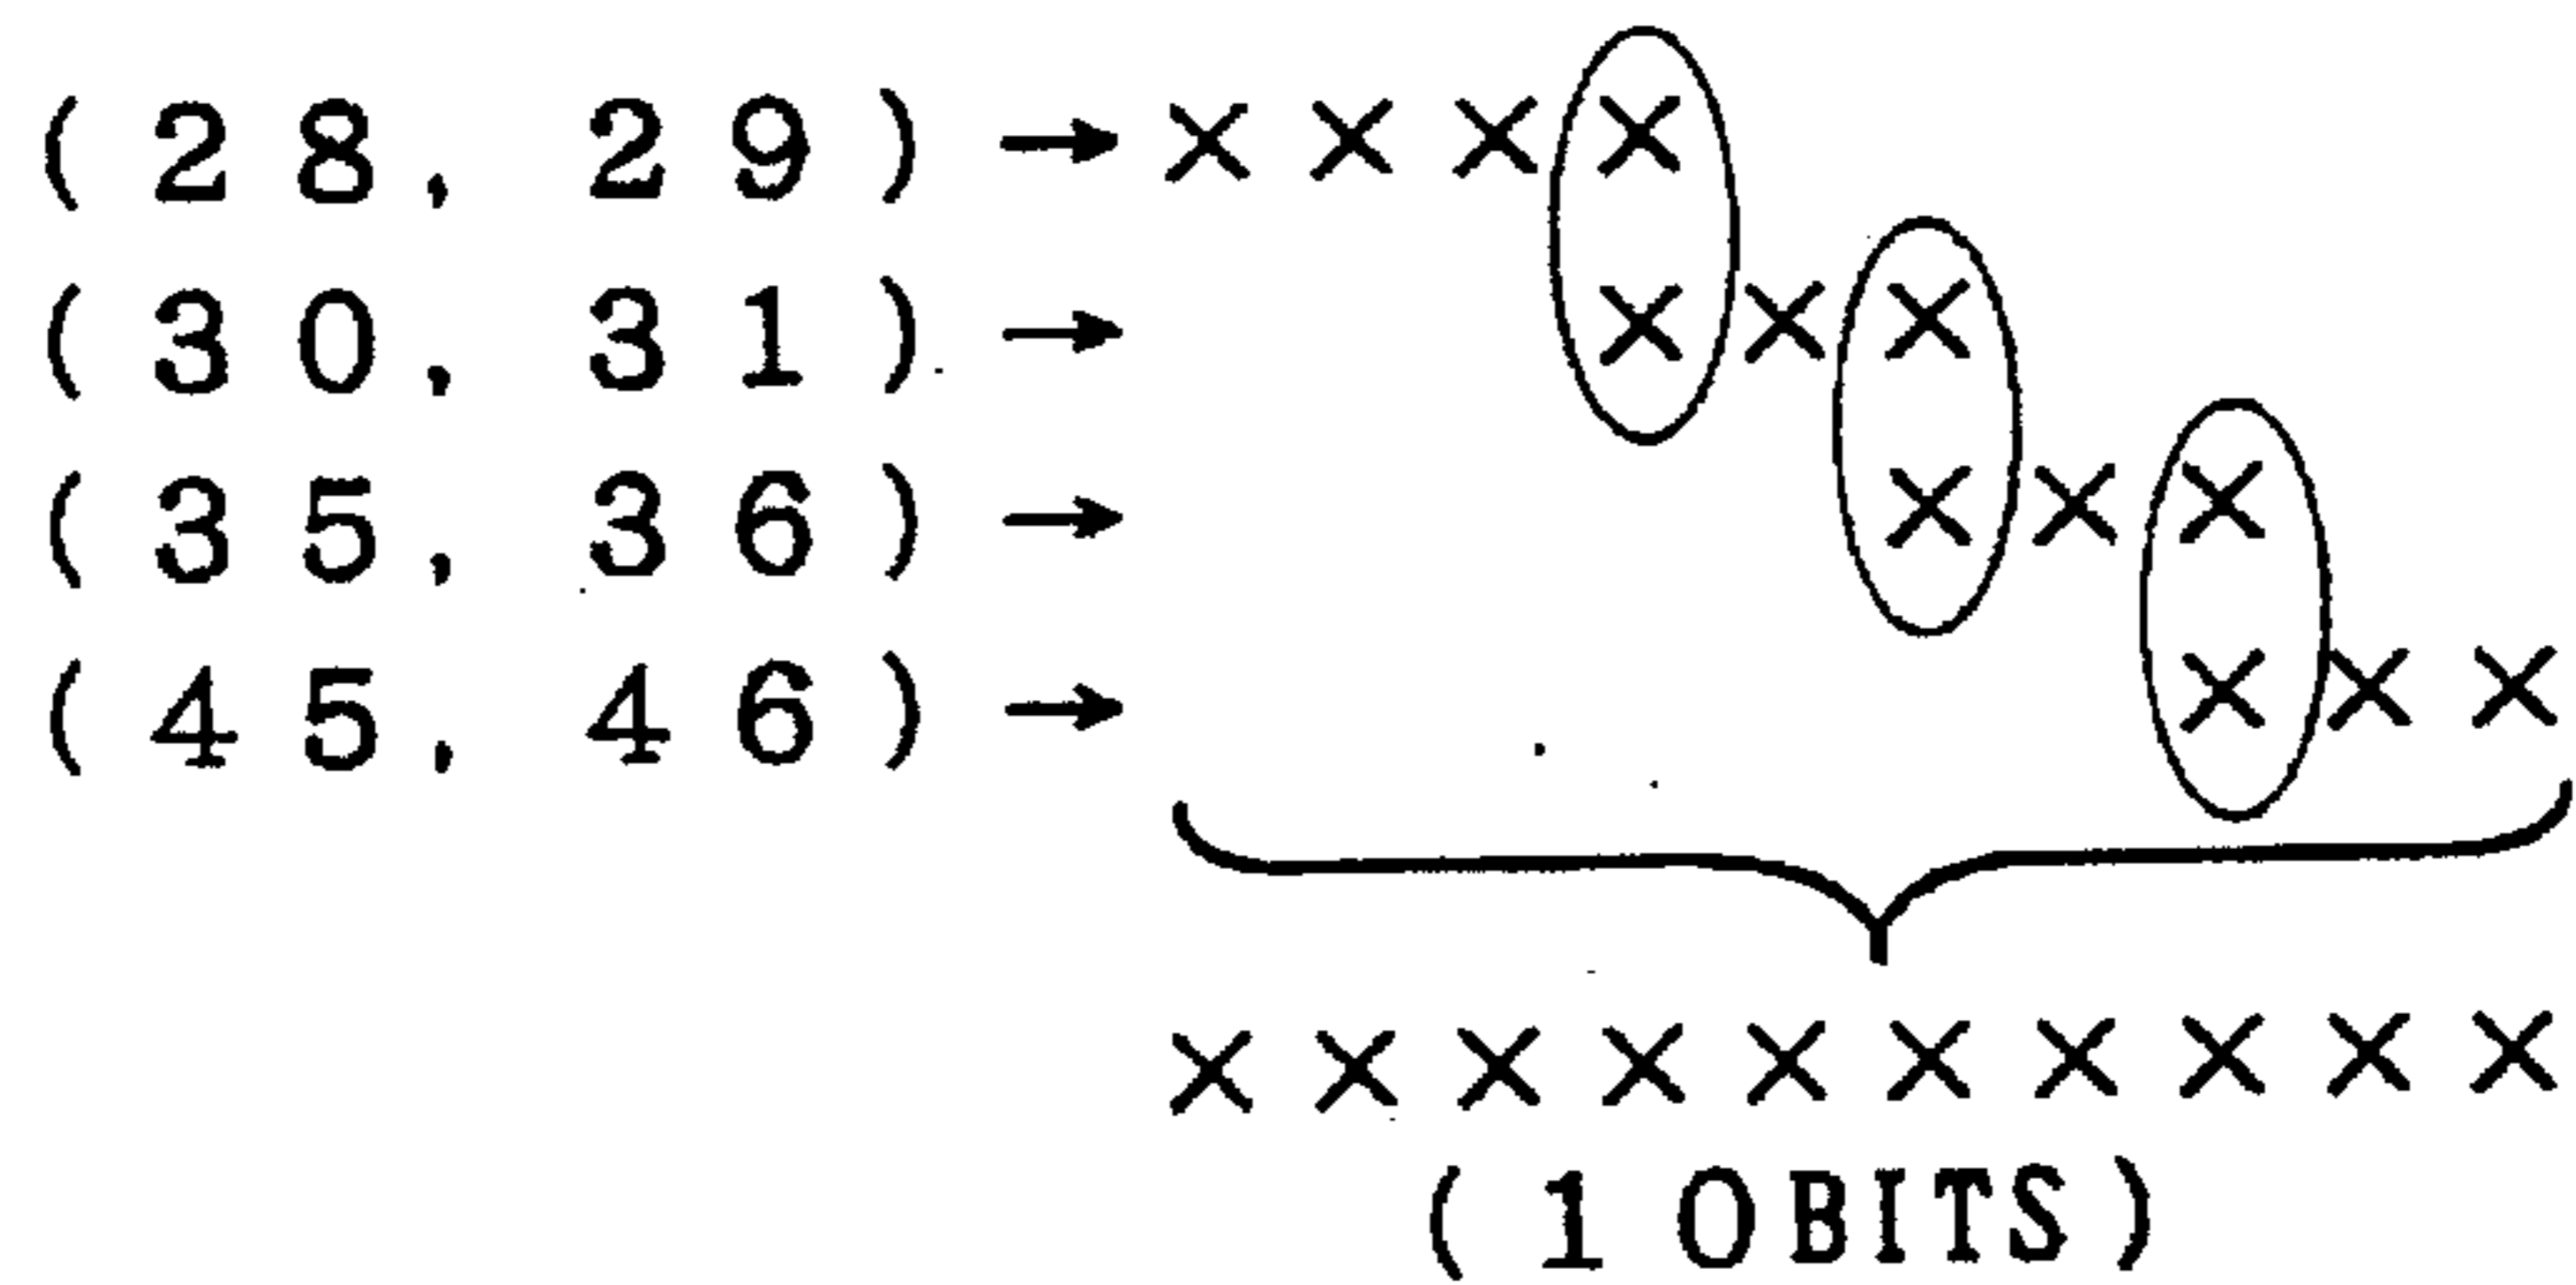 (28, 29) → × × × ×
(30, 31) → × × ×
(35, 36) → × × ×
(45, 46) → × × ×
× × × × × × × × × ×
(10BITS)